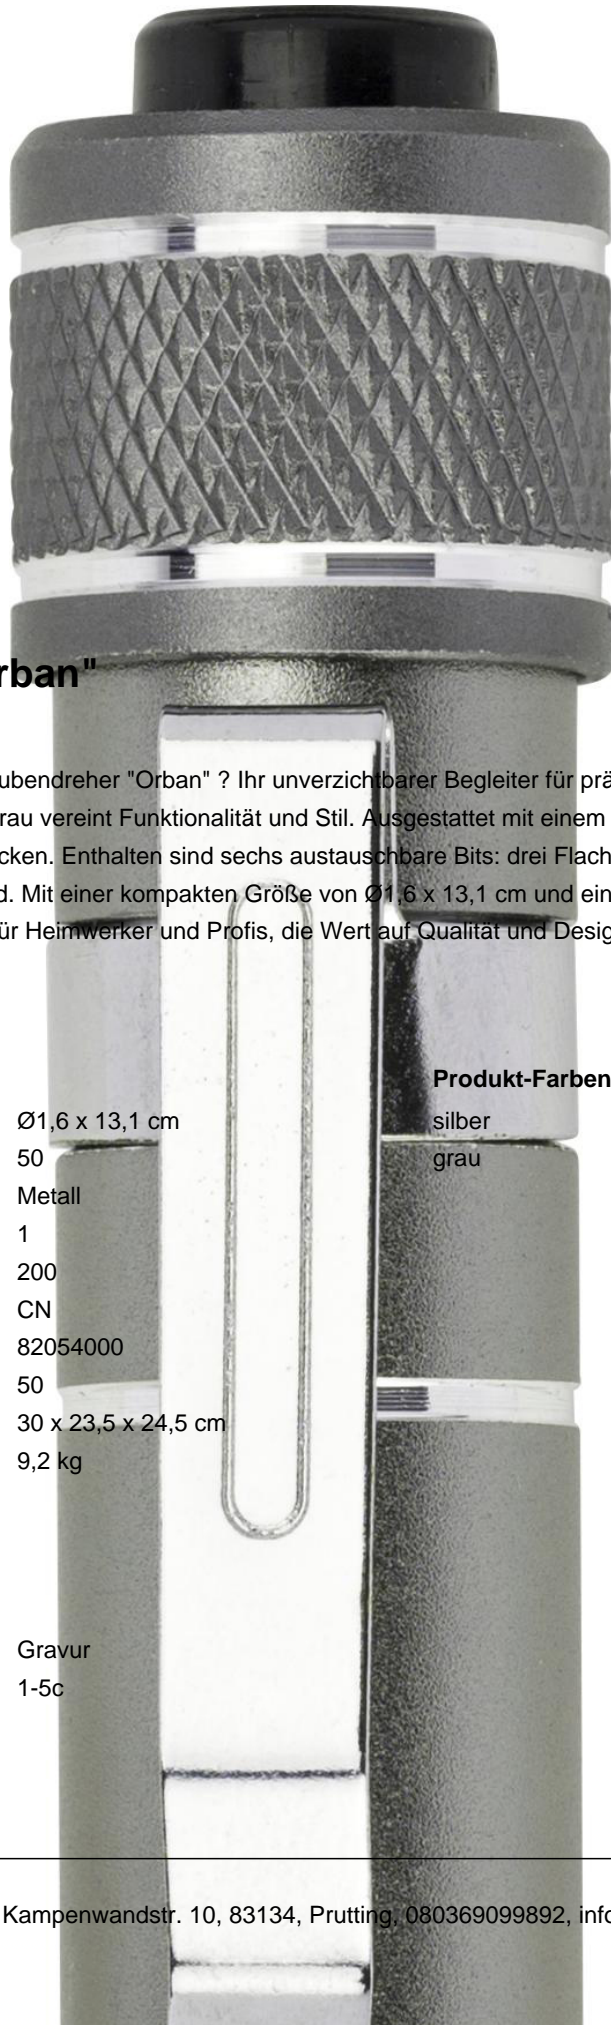 rban"
ubendreher "Orban" ? Ihr unverzichtbarer Begleiter für prä
rau vereint Funktionalität und Stil. Ausgestattet mit einem
cken. Enthalten sind sechs austauschbare Bits: drei Flach
d. Mit einer kompakten Größe von Ø1,6 x 13,1 cm und ein
ür Heimwerker und Profis, die Wert auf Qualität und Desig
Produkt-Farben
Ø1,6 x 13,1 cm silber
50 grau
Metall
1
200
CN
82054000
50
30 x 23,5 x 24,5 cm
9,2 kg
Gravur
1-5c
Kampenwandstr. 10, 83134, Prutting, 080369099892, info